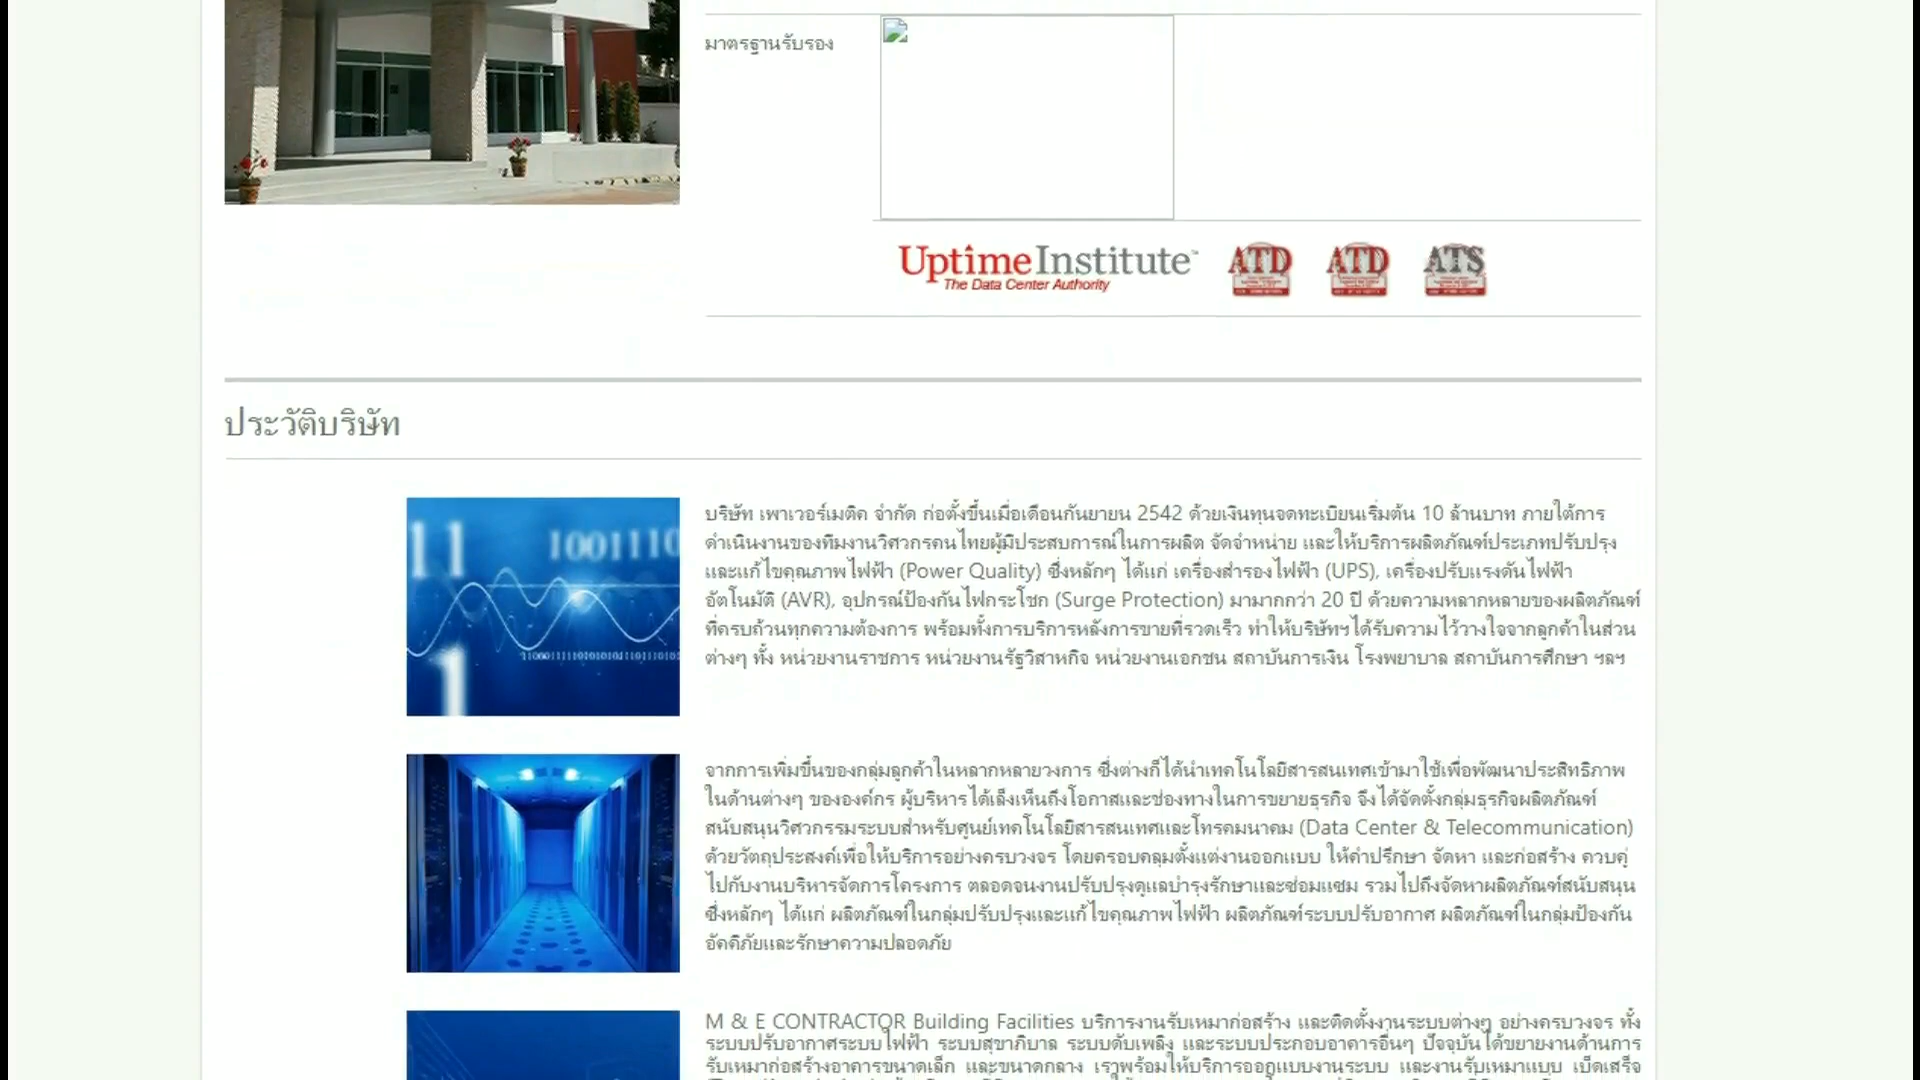 มาตรฐานรับรอง
UptimeInstitute™ ATD ATD ATS
The Data Center Authority
ประวัติบริษัท
11 1001110
1
บริษัท เพาเวอร์เมติค จำกัด ก่อตั้งขึ้นเมื่อเดือนกันยายน 2542 ด้วยเงินทุนจดทะเบียนเริ่มต้น 10 ล้านบาท ภายใต้การ
ดำเนินงานของทีมงานวิศวกรคนไทยผู้มีประสบการณ์ในการผลิต จัดจำหน่าย และให้บริการผลิตภัณฑ์ประเภทปรับปรุง
และแก้ไขคุณภาพไฟฟ้า (Power Quality) ซึ่งหลักๆ ได้แก่ เครื่องสำรองไฟฟ้า (UPS), เครื่องปรับแรงดันไฟฟ้า
อัตโนมัติ (AVR), อุปกรณ์ป้องกันไฟกระโชก (Surge Protection) มามากกว่า 20 ปี ด้วยความหลากหลายของผลิตภัณฑ์
ที่ครบถ้วนทุกความต้องการ พร้อมทั้งการบริการหลังการขายที่รวดเร็ว ทำให้บริษัทฯได้รับความไว้วางใจจากลูกค้าในส่วน
ต่างๆ ทั้ง หน่วยงานราชการ หน่วยงานรัฐวิสาหกิจ หน่วยงานเอกชน สถาบันการเงิน โรงพยาบาล สถาบันการศึกษา ฯลฯ
จากการเพิ่มขึ้นของกลุ่มลูกค้าในหลากหลายวงการ ซึ่งต่างก็ได้นำเทคโนโลยีสารสนเทศเข้ามาใช้เพื่อพัฒนาประสิทธิภาพ
ในด้านต่างๆ ขององค์กร ผู้บริหารได้เล็งเห็นถึงโอกาสและช่องทางในการขยายธุรกิจ จึงได้จัดตั้งกลุ่มธุรกิจผลิตภัณฑ์
สนับสนุนวิศวกรรมระบบสำหรับศูนย์เทคโนโลยีสารสนเทศและโทรคมนาคม (Data Center & Telecommunication)
ด้วยวัตถุประสงค์เพื่อให้บริการอย่างครบวงจร โดยครอบคลุมตั้งแต่งานออกแบบ ให้คำปรึกษา จัดหา และก่อสร้าง ควบคู่
ไปกับงานบริหารจัดการโครงการ ตลอดจนงานปรับปรุงดูแลบำรุงรักษาและซ่อมแซม รวมไปถึงจัดหาผลิตภัณฑ์สนับสนุน
ซึ่งหลักๆ ได้แก่ ผลิตภัณฑ์ในกลุ่มปรับปรุงและแก้ไขคุณภาพไฟฟ้า ผลิตภัณฑ์ระบบปรับอากาศ ผลิตภัณฑ์ในกลุ่มป้องกัน
อัคคีภัยและรักษาความปลอดภัย
M & E CONTRACTOR Building Facilities บริการงานรับเหมาก่อสร้าง และติดตั้งงานระบบต่างๆ อย่างครบวงจร ทั้ง
ระบบปรับอากาศระบบไฟฟ้า ระบบสุขาภิบาล ระบบดับเพลิง และระบบประกอบอาคารอื่นๆ ปัจจุบันได้ขยายงานด้านการ
รับเหมาก่อสร้างอาคารขนาดเล็ก และขนาดกลาง เราพร้อมให้บริการออกแบบงานระบบ และงานรับเหมาแบบ เบ็ดเสร็จ